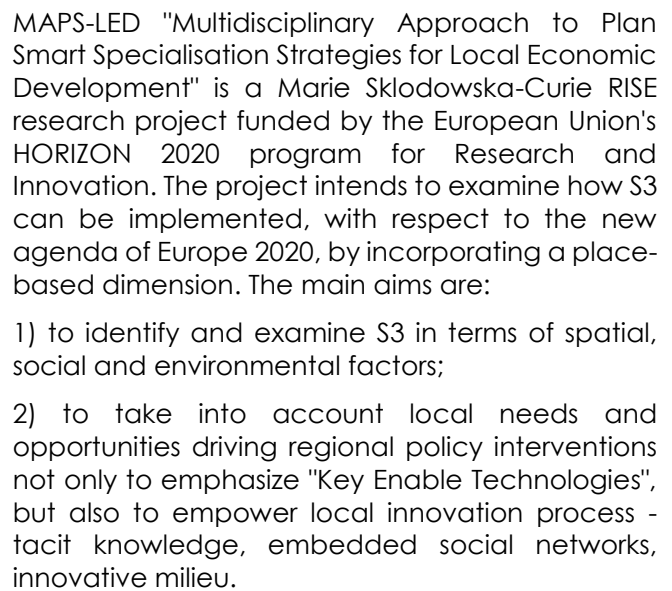 MAPS-LED "Multidisciplinary Approach to Plan
Smart Specialisation Strategies for Local Economic
Development" is a Marie Sklodowska-Curie RISE
research project funded by the European Union's
HORIZON 2020 program for Research and
Innovation. The project intends to examine how S3
can be implemented, with respect to the new
agenda of Europe 2020, by incorporating a place-
based dimension. The main aims are:
1) to identify and examine S3 in terms of spatial,
social and environmental factors;
2) to take into account local needs and
opportunities driving regional policy interventions
not only to emphasize "Key Enable Technologies",
but also to empower local innovation process -
tacit knowledge, embedded social networks,
innovative milieu.